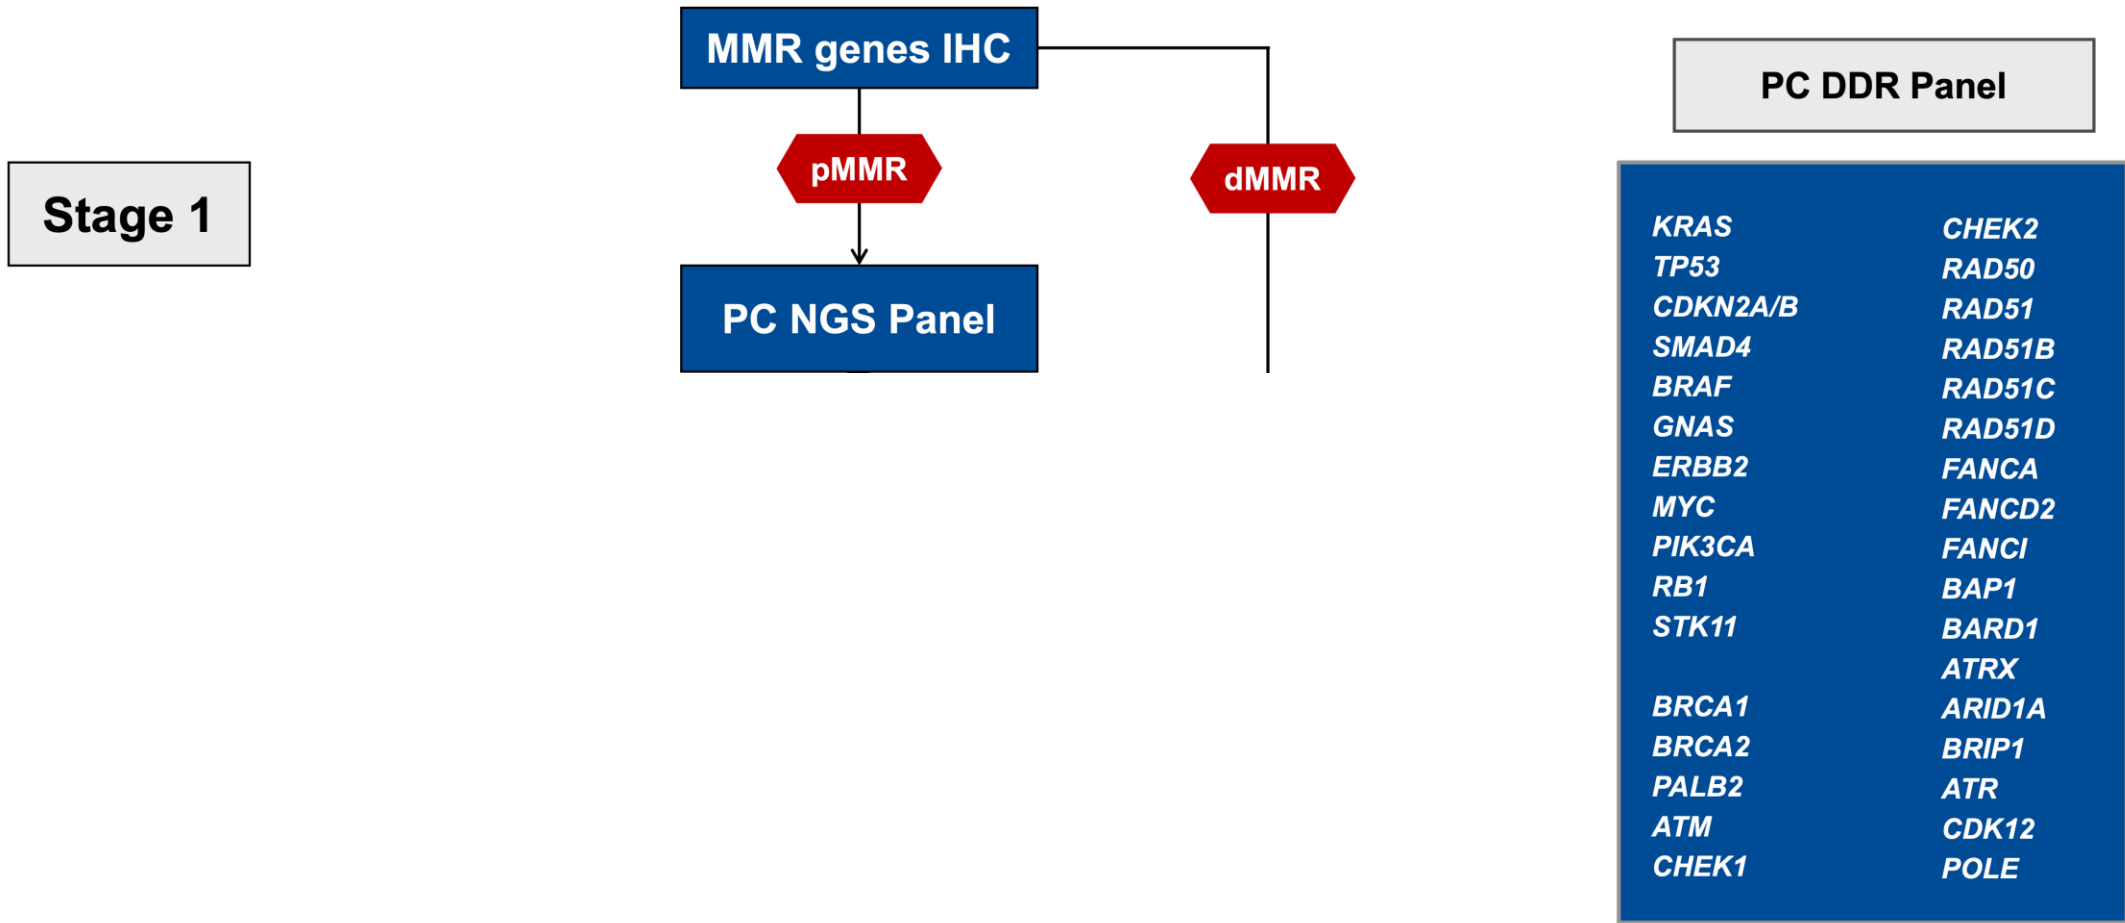 MMR genes IHC
pMMR
dMMR
Stage 1
PC NGS Panel
PC DDR Panel
KRAS
TP53
CDKN2A/B
SMAD4
BRAF
GNAS
ERBB2
MYC
PIK3CA
RB1
STK11
BRCA1
BRCA2
PALB2
ATM
CHEK1
CHEK2
RAD50
RAD51
RAD51B
RAD51C
RAD51D
FANCA
FANCD2
FANCI
BAP1
BARD1
ATRX
ARID1A
BRIP1
ATR
CDK12
POLE